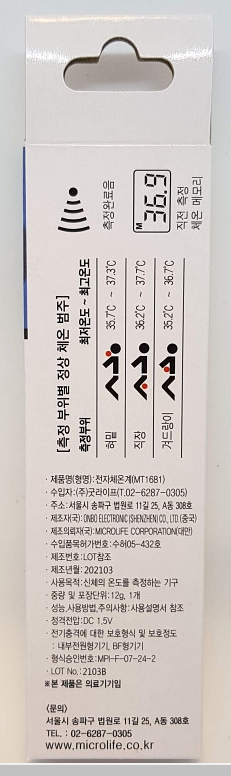 측정완료음
M 36.9
직전 측정
체온 메모리
[측정 부위별 정상 체온 범주]
측정부위 최저온도 ~ 최고온도
혀밑 35.7℃ ~ 37.3℃
직장 36.2℃ ~ 37.7℃
겨드랑이 35.2℃ ~ 36.7℃
· 제품명(형명):전자체온계(MT1681)
· 수입자:(주)굿라이프(T.02-6287-0305)
· 주소:서울시 송파구 법원로 11길 25, A동 308호
· 제조자(국):ONBO ELECTRONIC (SHENZHEN) CO., LTD.(중국)
· 제조의뢰자(국):MICROLIFE CORPORATION(대만)
· 수입품목허가번호:수허05-432호
· 제조번호:LOT참조
· 제조년월:202103
· 사용목적:신체의 온도를 측정하는 기구
· 중량 및 포장단위:12g, 1개
· 성능,사용방법,주의사항:사용설명서 참조
· 정격전압:DC 1.5V
· 전기충격에 대한 보호형식 및 보호정도
: 내부전원형기기, BF형기기
· 형식승인번호:MPI-F-07-24-2
· LOT No.:2103B
※본 제품은 의료기기임
〈문의〉
서울시 송파구 법원로 11길 25, A동 308호
TEL. : 02-6287-0305
www.microlife.co.kr